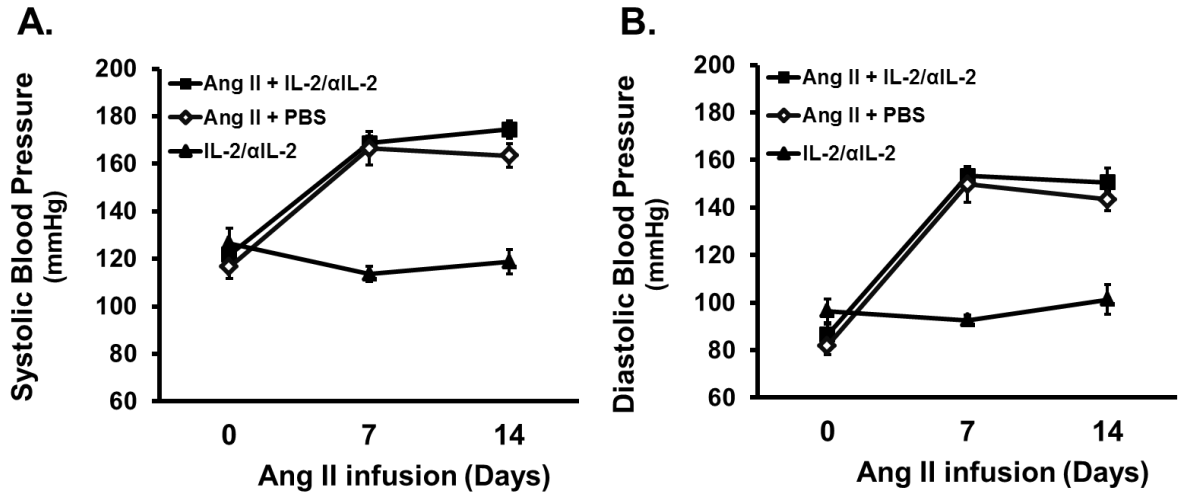 A.
Systolic Blood Pressure
(mmHg)
200
180
160
140
120
100
80
60
Ang II + IL-2/αIL-2
Ang II + PBS
IL-2/αIL-2
0 7 14
Ang II infusion (Days)
B.
Diastolic Blood Pressure
(mmHg)
200
180
160
140
120
100
80
60
Ang II + IL-2/αIL-2
Ang II + PBS
IL-2/αIL-2
0 7 14
Ang II infusion (Days)